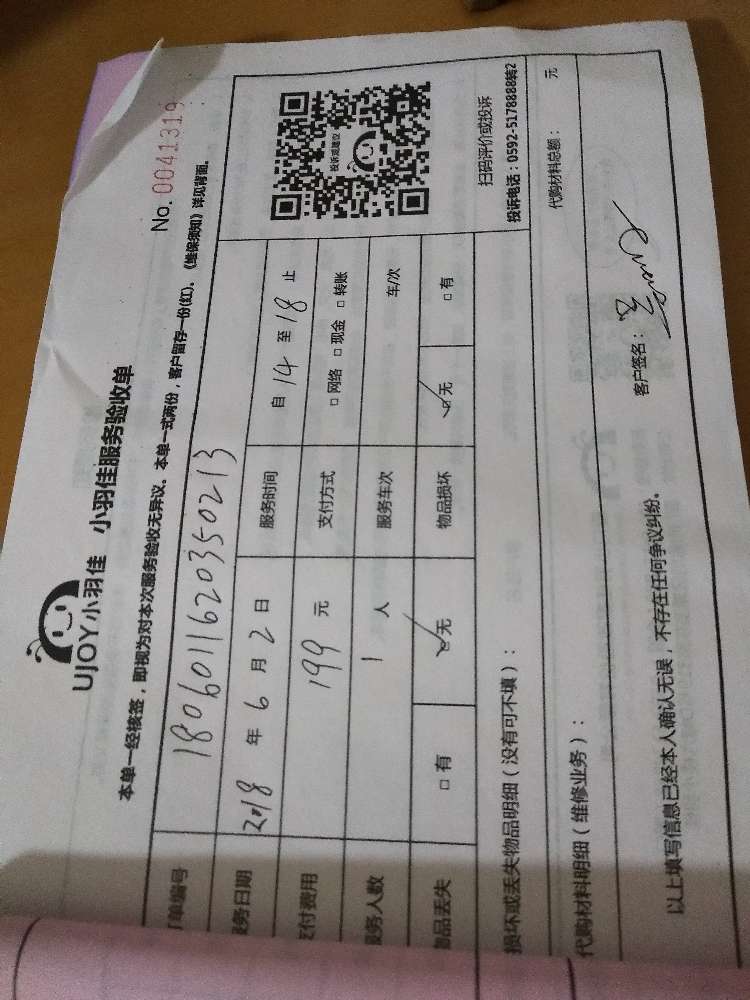 UJOY小羽佳 小羽佳服务验收单
No. 0041319
本单一经核签，即视为对本次服务验收无异议。本单一式两份，客户留存一份(红)。《维保须知》详见背面。
单编号 1806011620350213
务日期 2018 年 6 月 2 日 服务时间 自 14 至 18 止
付费用 199 元 支付方式 □ 网络 □ 现金 □ 转账
务人数 1 人 服务车次 车/次
品丢失 □ 有 ☑ 无 物品损坏 ☑ 无 □ 有
投诉或建议
扫码评价或投诉
投诉电话：0592-5178888转2
损坏或丢失物品明细（没有可不填）：
代购材料明细（维修业务）： 代购材料总额： 元
以上填写信息已经本人确认无误，不存在任何争议纠纷。 客户签名：